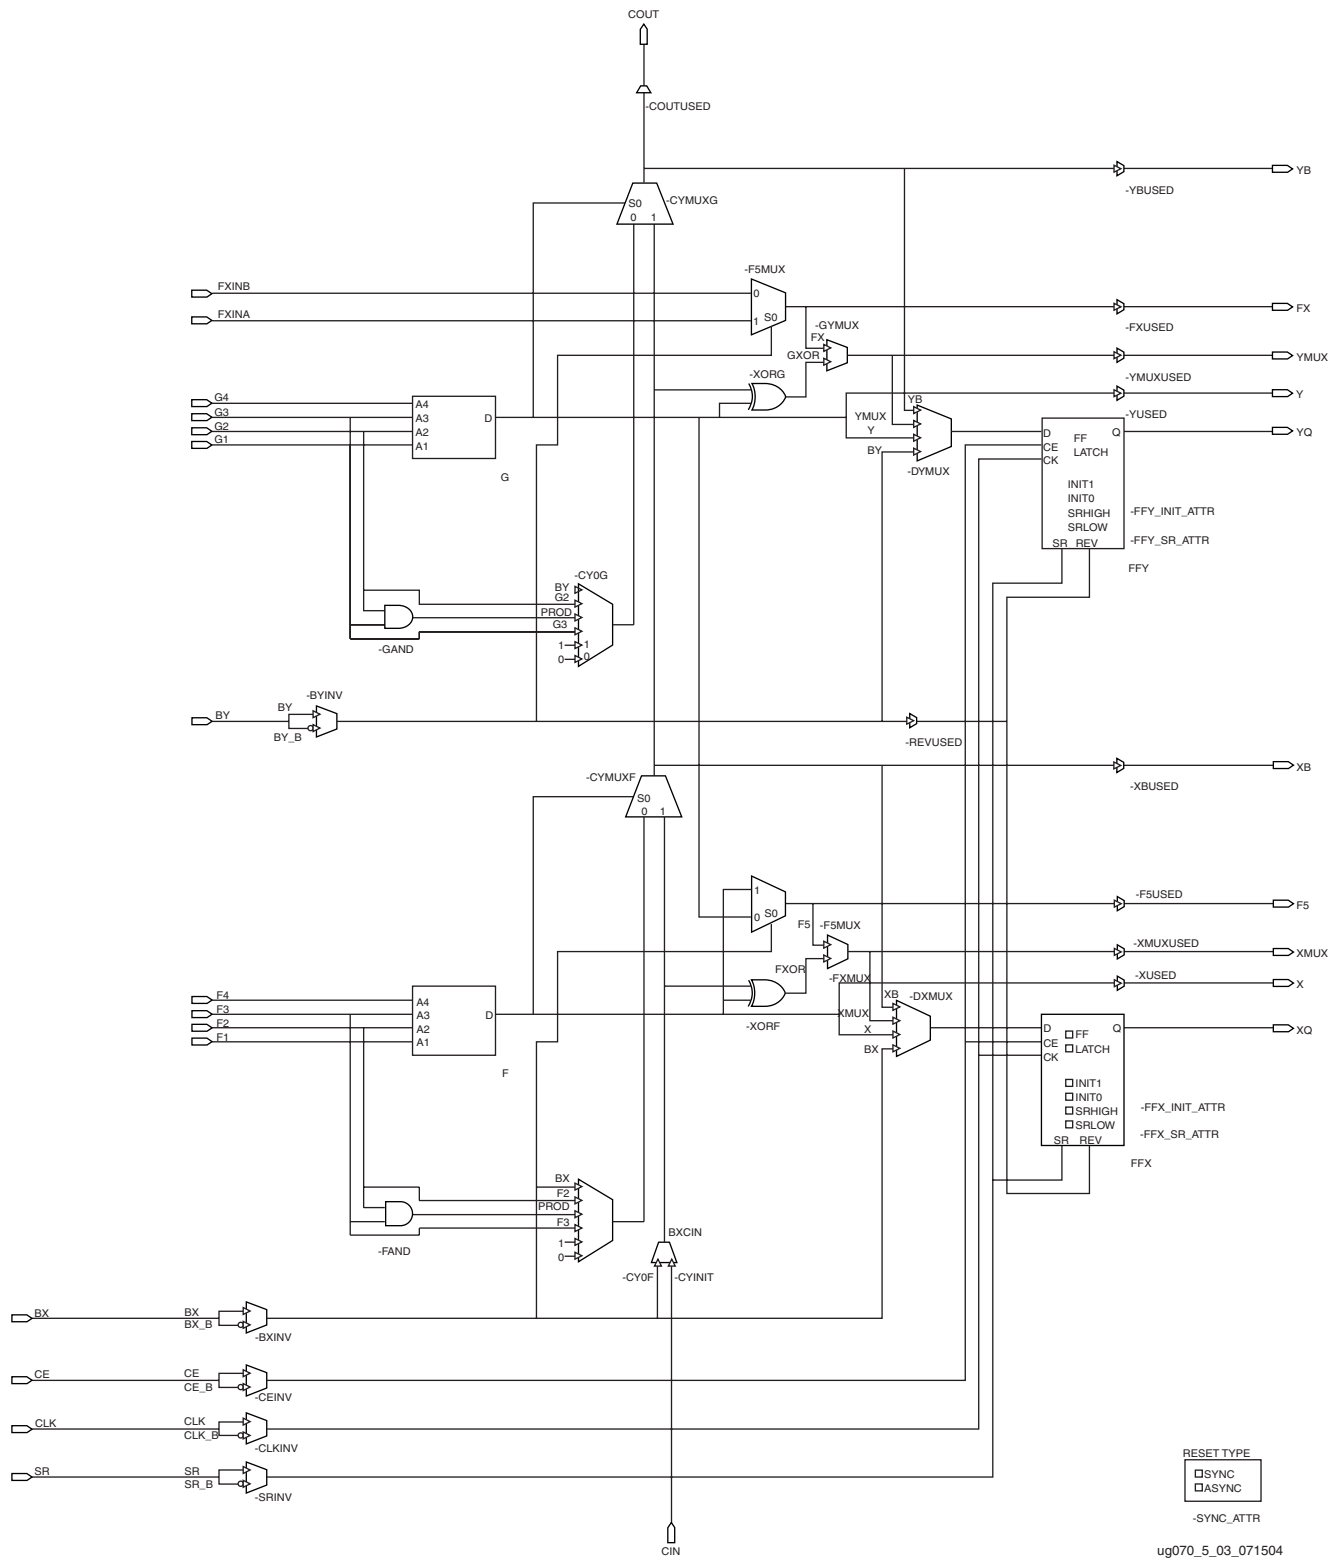 COUT
-COUTUSED
YB
-YBUSED
S0 -CYMUXG
0 1
-F5MUX
FXINB
0
FX
FXINA
1 S0
-GYMUX
-FXUSED
FX
GXOR
YMUX
-XORG
-YMUXUSED
Y
G4
G3
G2
G1
A4
A3
A2
A1
D
G
YB
YMUX
Y
BY
-DYMUX
-YUSED
YQ
D
CE
CK
Q
FF
LATCH
INIT1
INIT0
SRHIGH
SRLOW
SR REV
-FFY_INIT_ATTR
-FFY_SR_ATTR
FFY
-CY0G
BY
G2
PROD
G3
1 1
0 0
-GAND
-BYINV
BY
BY
BY_B
-REVUSED
XB
-CYMUXF
-XBUSED
S0
0 1
1
0 S0
-F5USED
F5
F5
-F5MUX
-XMUXUSED
XMUX
FXOR
-FXMUX
-XUSED
X
-XORF
F4
F3
F2
F1
A4
A3
A2
A1
D
F
XB
-DXMUX
XMUX
X
BX
D
CE
CK
Q
XQ
FF
LATCH
INIT1
INIT0
SRHIGH
SRLOW
SR REV
-FFX_INIT_ATTR
-FFX_SR_ATTR
FFX
BX
F2
PROD
F3
1
0
-FAND
BXCIN
-CY0F
-CYINIT
BX
BX
BX_B
-BXINV
CE
CE
CE_B
-CEINV
CLK
CLK
CLK_B
-CLKINV
SR
SR
SR_B
-SRINV
RESET TYPE
SYNC
ASYNC
-SYNC_ATTR
CIN
ug070_5_03_071504